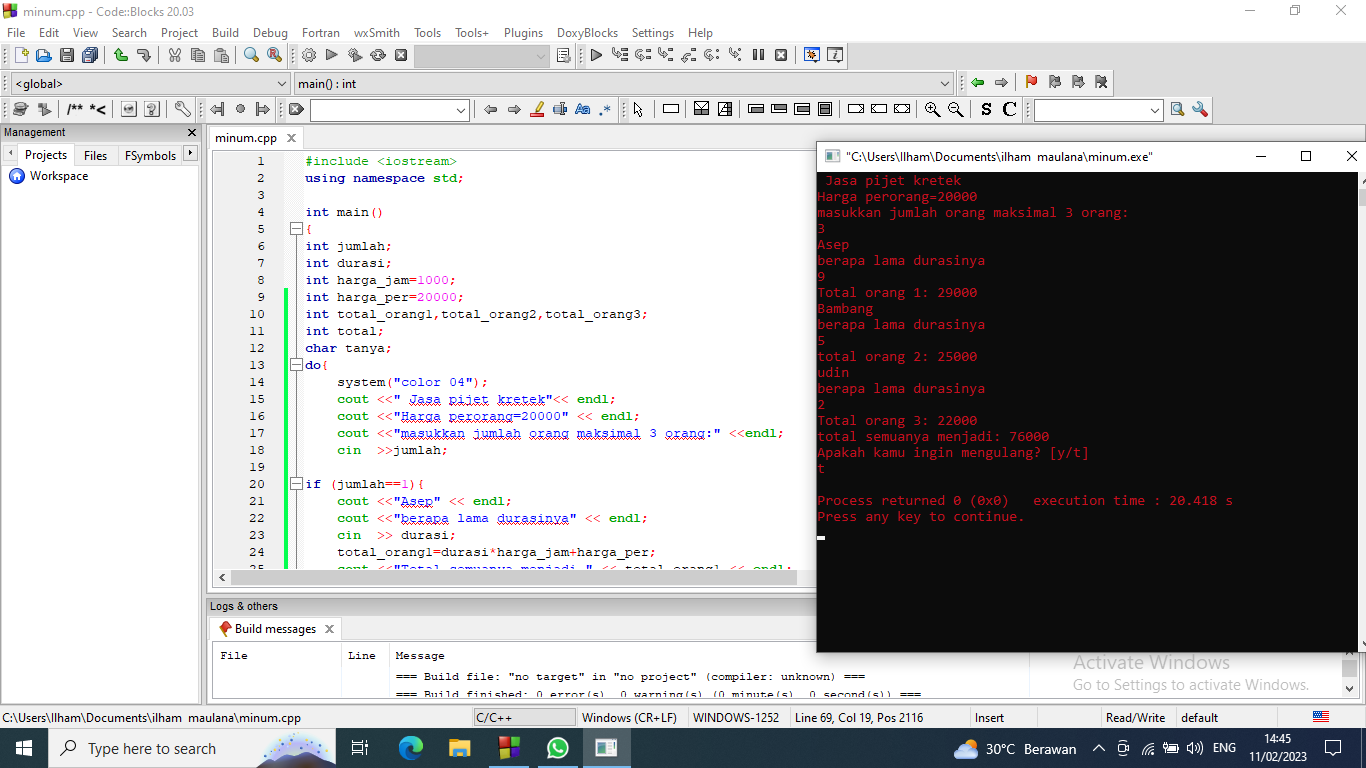 minum.cpp - Code::Blocks 20.03
File Edit View Search Project Build Debug Fortran wxSmith Tools Tools+ Plugins DoxyBlocks Settings Help
<global>
main() : int
/** *<
Aa .*
S C
Management
Projects Files FSymbols
Workspace
minum.cpp
1 #include <iostream>
2 using namespace std;
3
4 int main()
5 {
6 int jumlah;
7 int durasi;
8 int harga_jam=1000;
9 int harga_per=20000;
10 int total_orang1,total_orang2,total_orang3;
11 int total;
12 char tanya;
13 do{
14 system("color 04");
15 cout <<" Jasa pijet kretek"<< endl;
16 cout <<"Harga perorang=20000" << endl;
17 cout <<"masukkan jumlah orang maksimal 3 orang:" <<endl;
18 cin >>jumlah;
19
20 if (jumlah==1){
21 cout <<"Asep" << endl;
22 cout <<"berapa lama durasinya" << endl;
23 cin >> durasi;
24 total_orang1=durasi*harga_jam+harga_per;
25 cout <<"Total semuanya menjadi " << total_orang1 << endl;
"C:\Users\Ilham\Documents\ilham maulana\minum.exe"
Jasa pijet kretek
Harga perorang=20000
masukkan jumlah orang maksimal 3 orang:
3
Asep
berapa lama durasinya
9
Total orang 1: 29000
Bambang
berapa lama durasinya
5
total orang 2: 25000
udin
berapa lama durasinya
2
Total orang 3: 22000
total semuanya menjadi: 76000
Apakah kamu ingin mengulang? [y/t]
t
Process returned 0 (0x0) execution time : 20.418 s
Press any key to continue.
Logs & others
Build messages
File Line Message
=== Build file: "no target" in "no project" (compiler: unknown) ===
=== Build finished: 0 error(s), 0 warning(s) (0 minute(s), 0 second(s)) ===
Activate Windows
Go to Settings to activate Windows.
C:\Users\Ilham\Documents\ilham maulana\minum.cpp C/C++ Windows (CR+LF) WINDOWS-1252 Line 69, Col 19, Pos 2116 Insert Read/Write default
Type here to search
30°C Berawan
ENG
14:45
11/02/2023